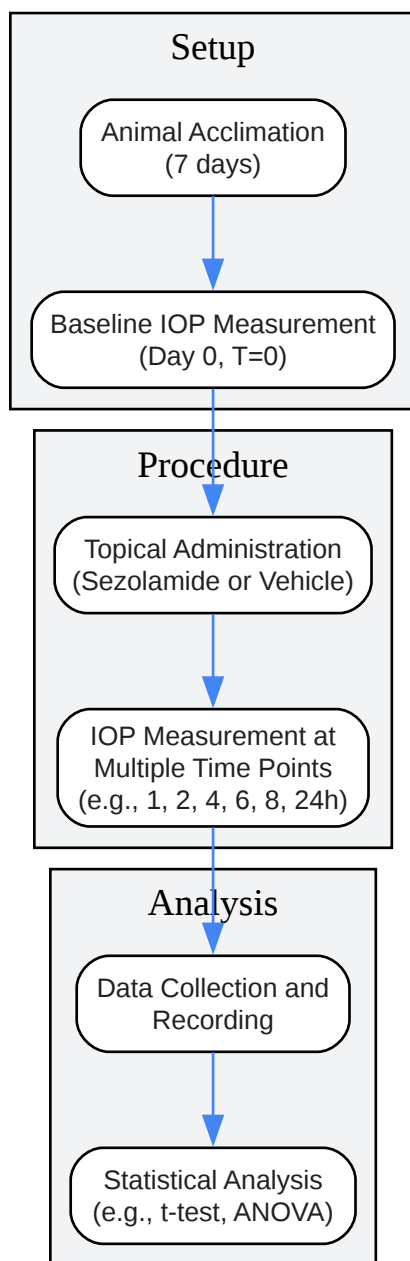 Setup
Animal Acclimation
(7 days)
Baseline IOP Measurement
(Day 0, T=0)
Procedure
Topical Administration
(Sezolamide or Vehicle)
IOP Measurement at
Multiple Time Points
(e.g., 1, 2, 4, 6, 8, 24h)
Analysis
Data Collection and
Recording
Statistical Analysis
(e.g., t-test, ANOVA)